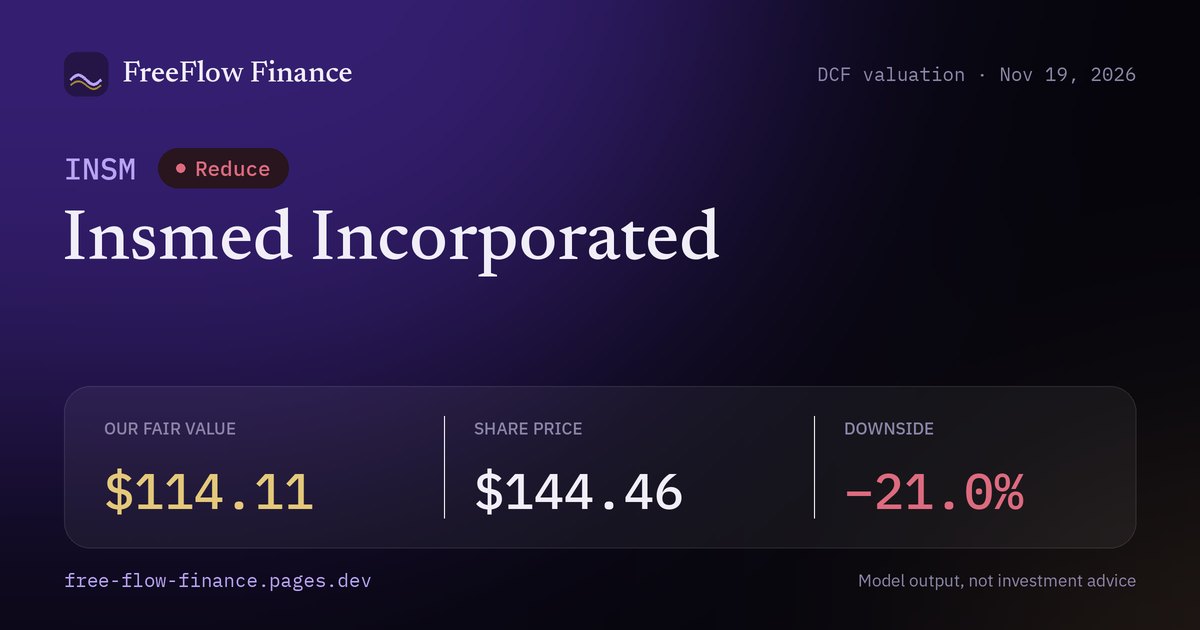 FreeFlow Finance
DCF valuation · Nov 19, 2026
INSM
Reduce
Insmed Incorporated
OUR FAIR VALUE
$114.11
SHARE PRICE
$144.46
DOWNSIDE
−21.0%
free-flow-finance.pages.dev
Model output, not investment advice